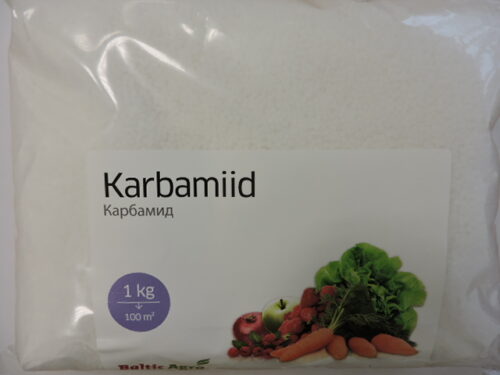 Karbamiid
Карбамид
1 kg
100 m²
Baltic Agro